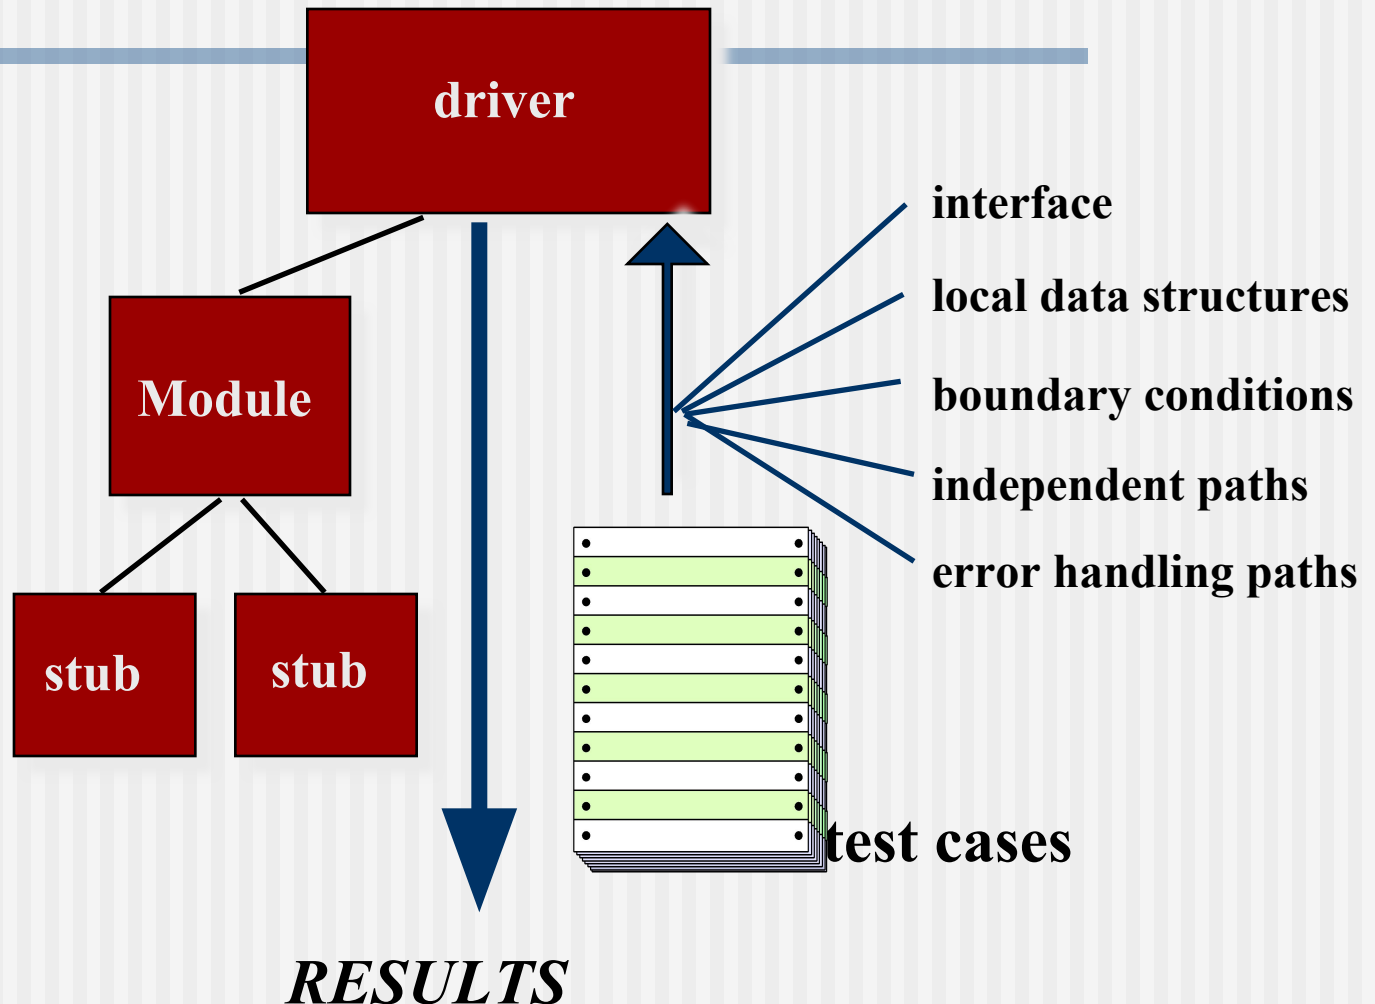 driver
interface
local data structures
boundary conditions
independent paths
error handling paths
Module
stub
stub
test cases
RESULTS